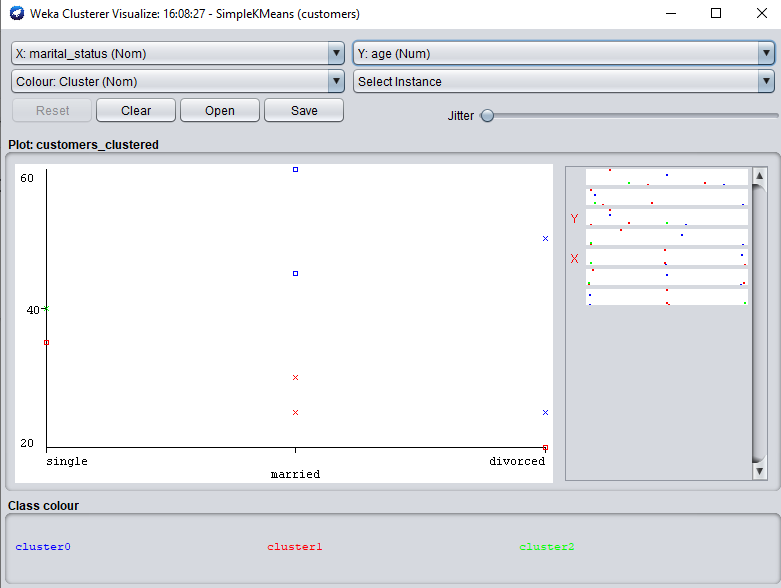 Weka Clusterer Visualize: 16:08:27 - SimpleKMeans (customers)
X: marital_status (Nom) Y: age (Num)
Colour: Cluster (Nom) Select Instance
Reset Clear Open Save Jitter
Plot: customers_clustered
60
40
20
single married divorced
Y
X
Class colour
cluster0 cluster1 cluster2